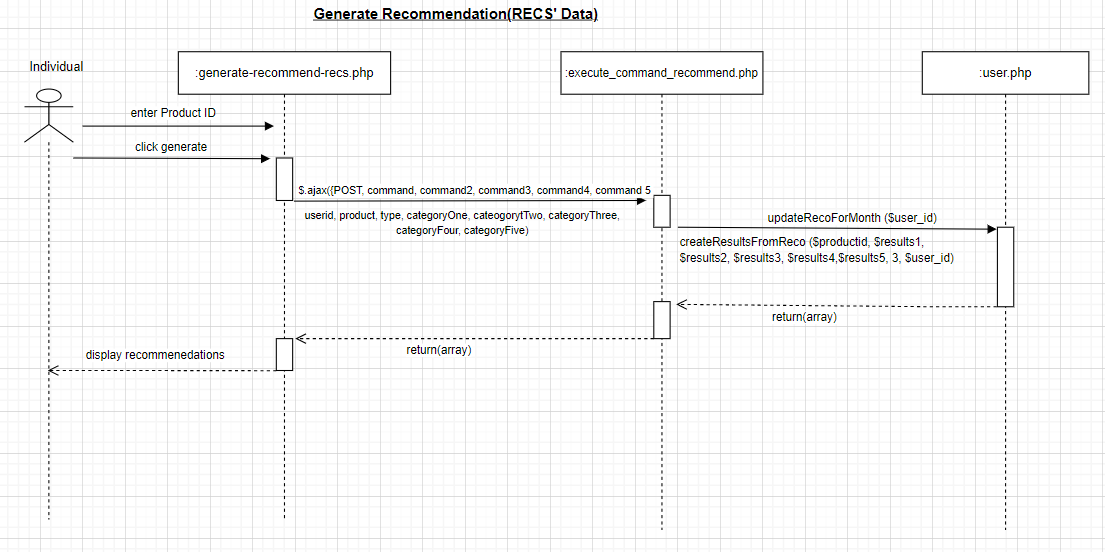 Generate Recommendation(RECS' Data)
Individual
:generate-recommend-recs.php
:execute_command_recommend.php
:user.php
enter Product ID
click generate
$.ajax({POST, command, command2, command3, command4, command 5
userid, product, type, categoryOne, cateogorytTwo, categoryThree,
categoryFour, categoryFive)
updateRecoForMonth ($user_id)
createResultsFromReco ($productid, $results1,
$results2, $results3, $results4,$results5, 3, $user_id)
return(array)
return(array)
display recommenedations